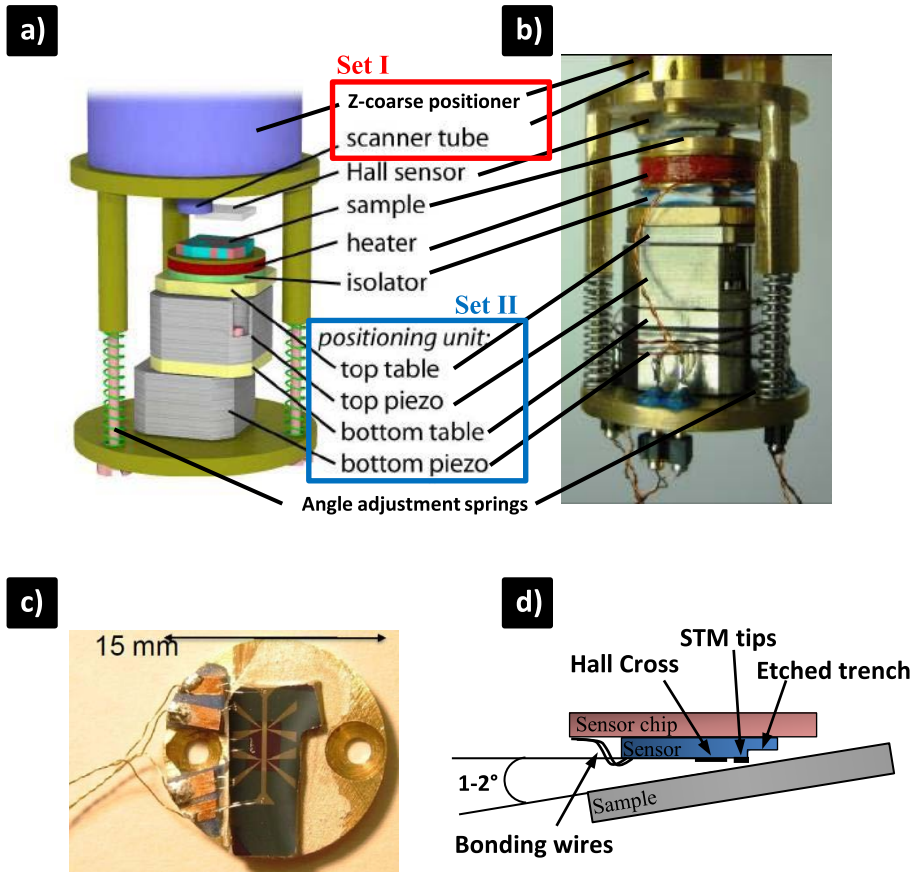 a)
b)
Set I
Z-coarse positioner
scanner tube
Hall sensor
sample
heater
isolator
Set II
positioning unit:
top table
top piezo
bottom table
bottom piezo
Angle adjustment springs
c)
d)
15 mm
STM tips
Hall Cross
Etched trench
Sensor chip
Sensor
1-2°
Sample
Bonding wires